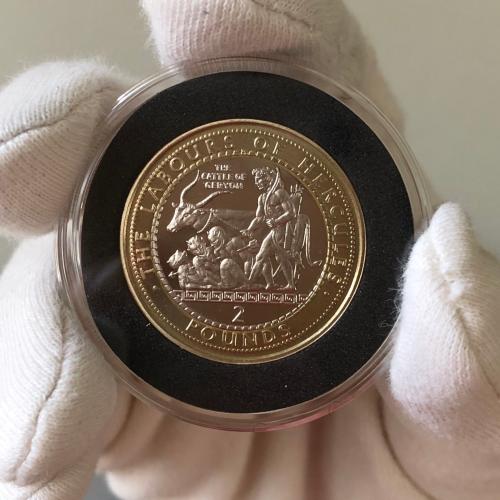 THE LABOURS OF HERCULES
THE
CATTLE OF
GERYON
2
POUNDS